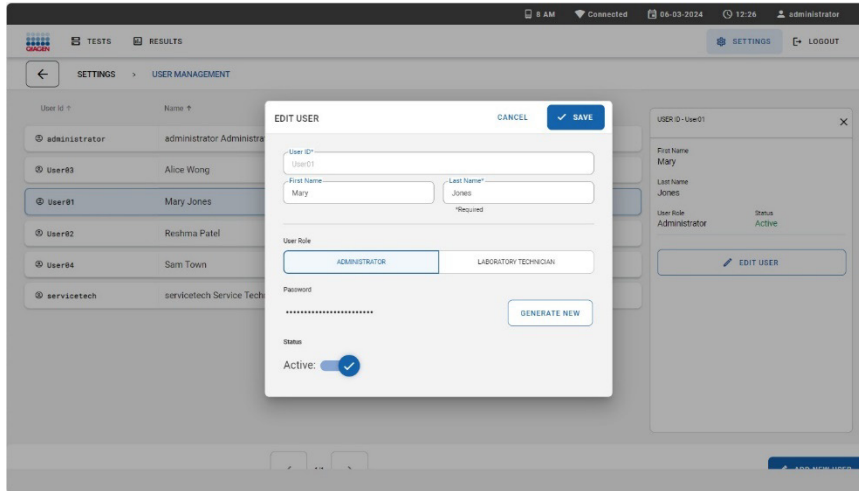 8 AM Connected 06-03-2024 12:26 administrator
QIAGEN TESTS RESULTS SETTINGS LOGOUT
SETTINGS > USER MANAGEMENT
User Id ↑ Name ↑
administrator administrator Administra
User03 Alice Wong
User01 Mary Jones
User02 Reshma Patel
User04 Sam Town
servicetech servicetech Service Tech
EDIT USER CANCEL SAVE
User ID*
User01
First Name Last Name*
Mary Jones
*Required
User Role
ADMINISTRATOR LABORATORY TECHNICIAN
Password
GENERATE NEW
Status
Active:
USER ID - User01
First Name
Mary
Last Name
Jones
User Role Status
Administrator Active
EDIT USER